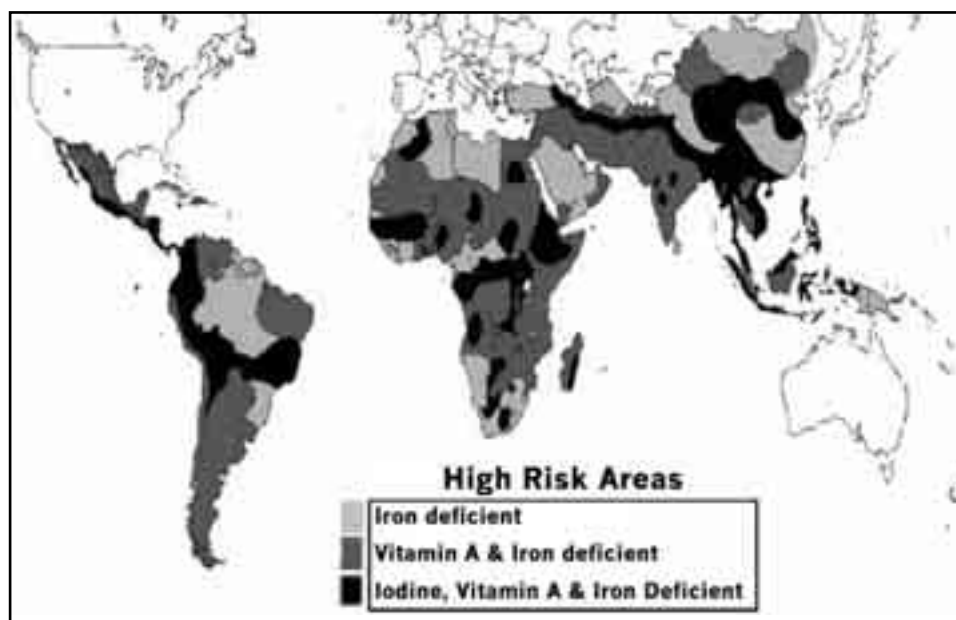 High Risk Areas
Iron deficient
Vitamin A & Iron deficient
Iodine, Vitamin A & Iron Deficient